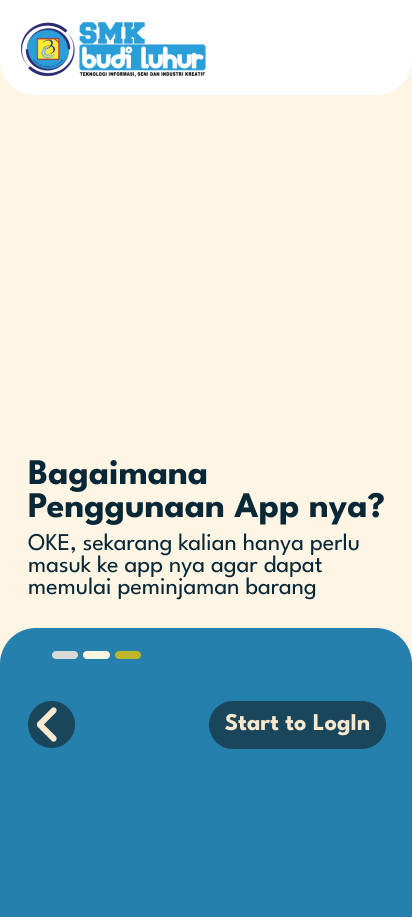 SMK
budi luhur
TEKNOLOGI INFORMASI, SENI DAN INDUSTRI KREATIF
Bagaimana
Penggunaan App nya?
OKE, sekarang kalian hanya perlu
masuk ke app nya agar dapat
memulai peminjaman barang
Start to LogIn